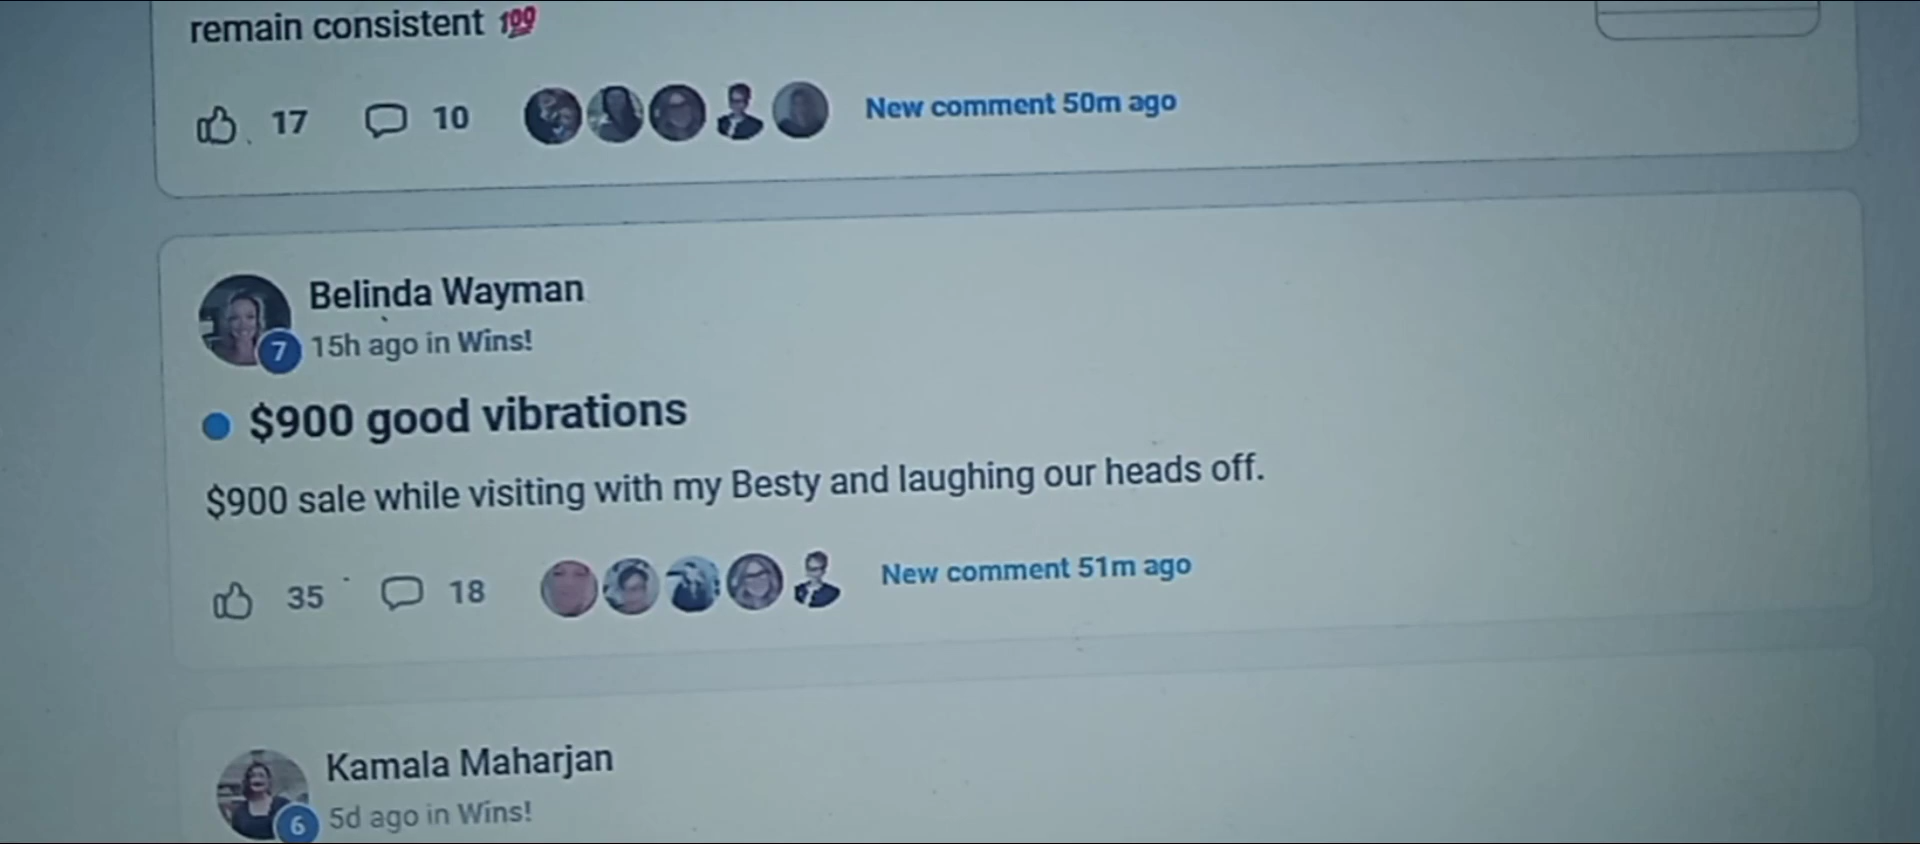 remain consistent 💯
17 10 New comment 50m ago
Belinda Wayman
7 15h ago in Wins!
$900 good vibrations
$900 sale while visiting with my Besty and laughing our heads off.
35 18 New comment 51m ago
Kamala Maharjan
6 5d ago in Wins!